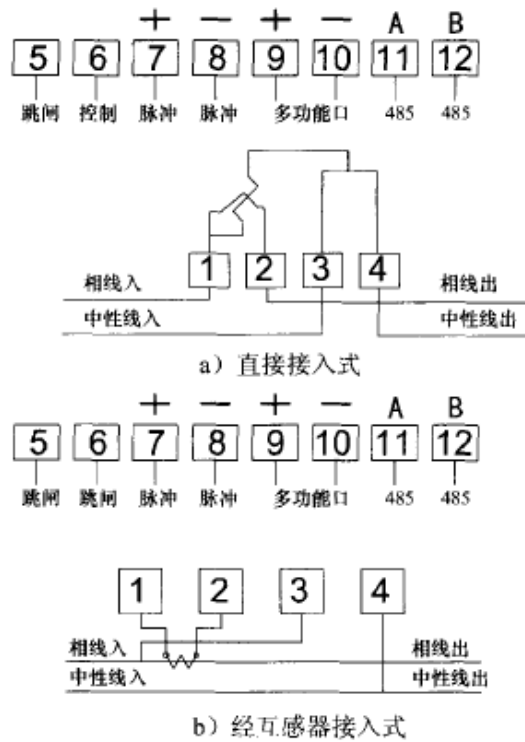 + − + − A B
5 6 7 8 9 10 11 12
跳闸 控制 脉冲 脉冲 多功能口 485 485
1 2 3 4
相线入 相线出
中性线入 中性线出
a）直接接入式
+ − + − A B
5 6 7 8 9 10 11 12
跳闸 跳闸 脉冲 脉冲 多功能口 485 485
1 2 3 4
相线入 相线出
中性线入 中性线出
b）经互感器接入式